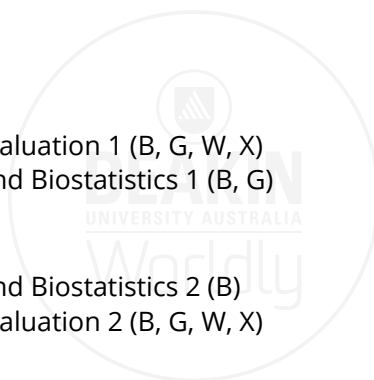 aluation 1 (B, G, W, X)
nd Biostatistics 1 (B, G)
DEAKIN
UNIVERSITY AUSTRALIA
Worldly
nd Biostatistics 2 (B)
aluation 2 (B, G, W, X)